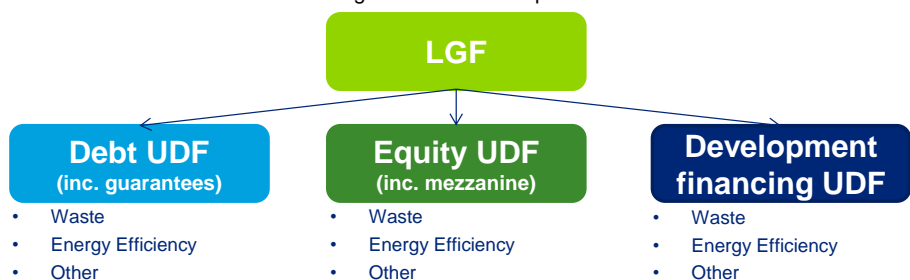 LGF
Debt UDF
(inc. guarantees)
Equity UDF
(inc. mezzanine)
Development
financing UDF
• Waste
• Energy Efficiency
• Other
• Waste
• Energy Efficiency
• Other
• Waste
• Energy Efficiency
• Other